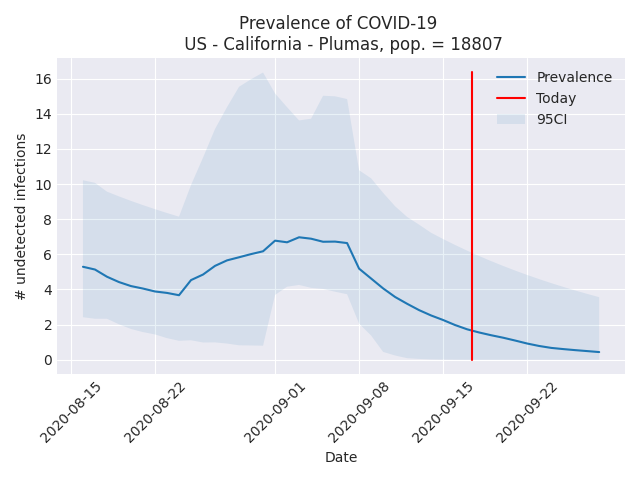 Prevalence of COVID-19
US - California - Plumas, pop. = 18807
Prevalence
Today
95CI
# undetected infections
16
14
12
10
8
6
4
2
0
2020-08-15
2020-08-22
2020-09-01
2020-09-08
2020-09-15
2020-09-22
Date